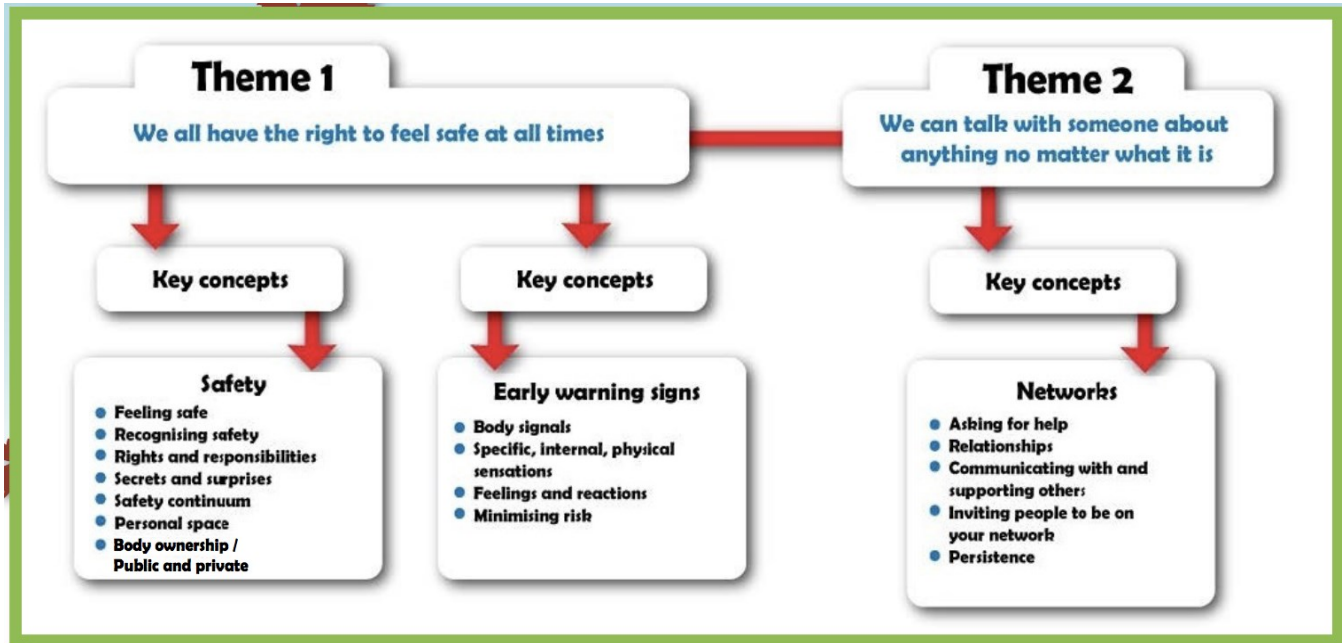 Theme 1
We all have the right to feel safe at all times
Theme 2
We can talk with someone about
anything no matter what it is
Key concepts
Key concepts
Key concepts
Safety
Feeling safe
Recognising safety
Rights and responsibilities
Secrets and surprises
Safety continuum
Personal space
Body ownership /
Public and private
Early warning signs
Body signals
Specific, internal, physical
sensations
Feelings and reactions
Minimising risk
Networks
Asking for help
Relationships
Communicating with and
supporting others
Inviting people to be on
your network
Persistence